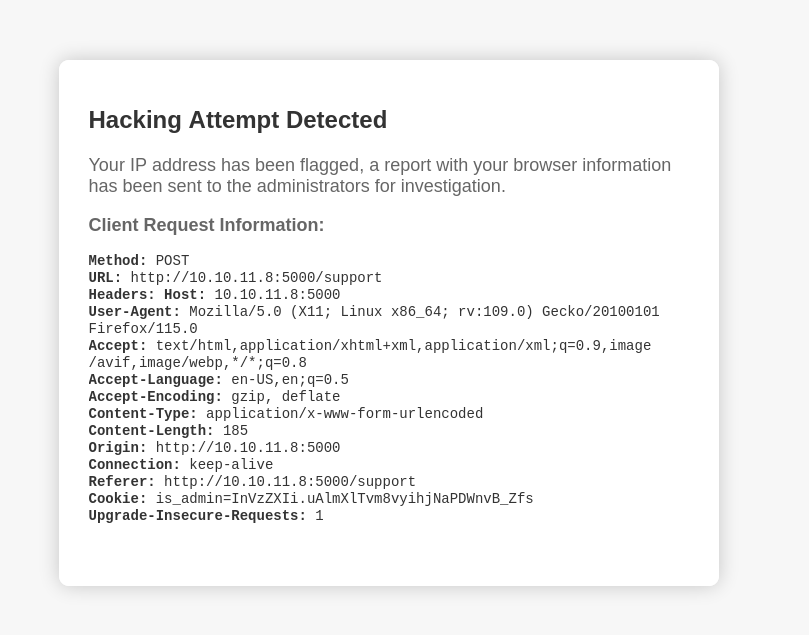 Hacking Attempt Detected
Your IP address has been flagged, a report with your browser information
has been sent to the administrators for investigation.
Client Request Information:
Method: POST
URL: http://10.10.11.8:5000/support
Headers: Host: 10.10.11.8:5000
User-Agent: Mozilla/5.0 (X11; Linux x86_64; rv:109.0) Gecko/20100101
Firefox/115.0
Accept: text/html,application/xhtml+xml,application/xml;q=0.9,image
/avif,image/webp,*/*;q=0.8
Accept-Language: en-US,en;q=0.5
Accept-Encoding: gzip, deflate
Content-Type: application/x-www-form-urlencoded
Content-Length: 185
Origin: http://10.10.11.8:5000
Connection: keep-alive
Referer: http://10.10.11.8:5000/support
Cookie: is_admin=InVzZXIi.uAlmXlTvm8vyihjNaPDWnvB_Zfs
Upgrade-Insecure-Requests: 1